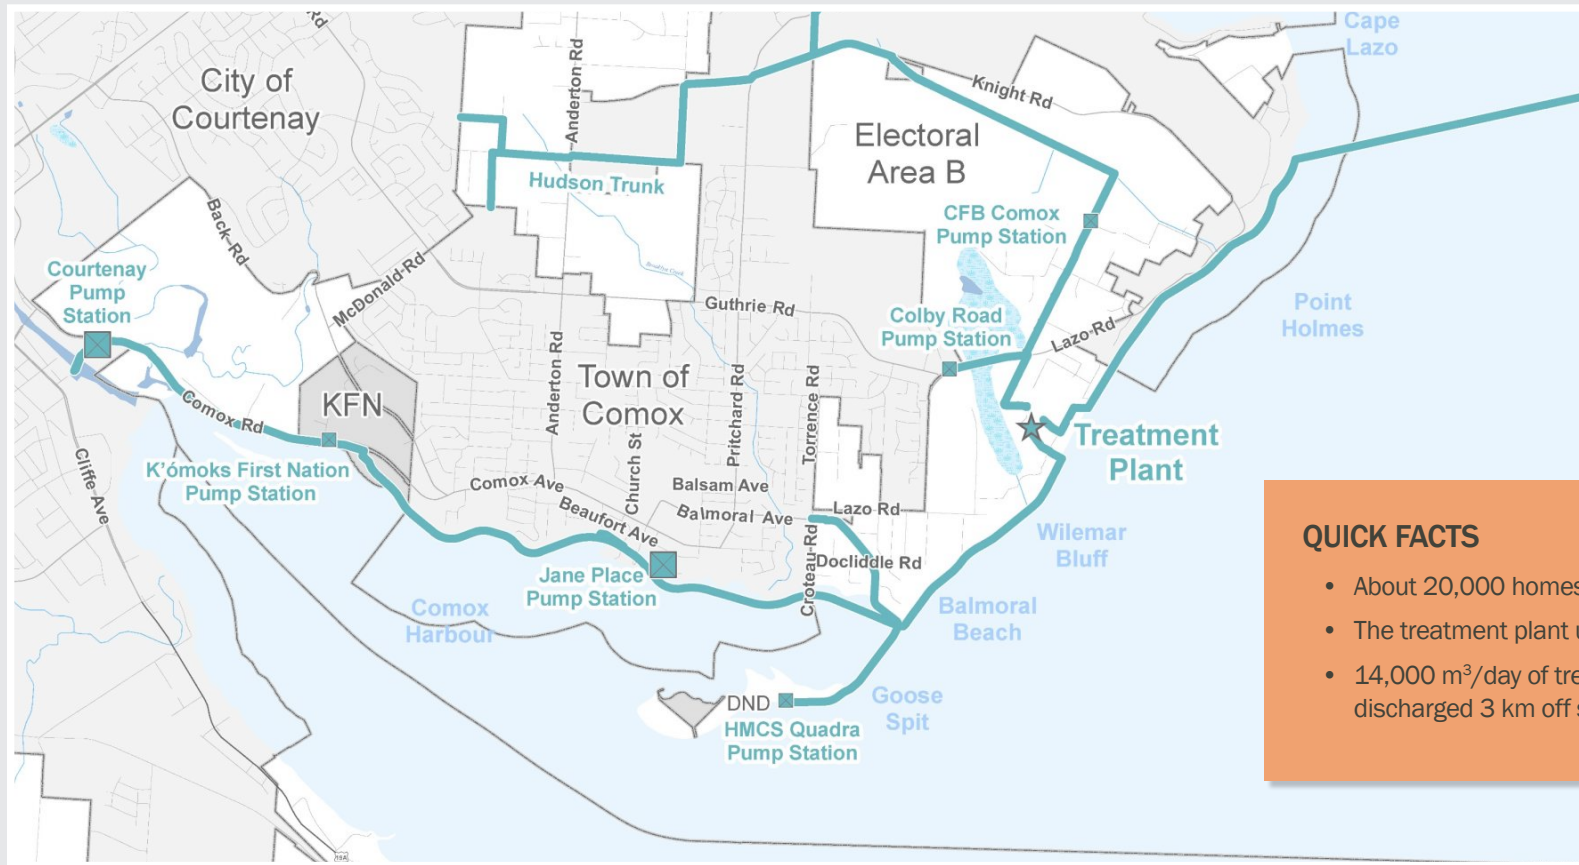 Rd
Cape
Lazo
City of
Courtenay
Anderton Rd
Knight Rd
Electoral
Area B
Hudson Trunk
Back Rd
CFB Comox
Pump Station
McDonald Rd
Courtenay
Pump
Station
Guthrie Rd
Point
Holmes
Colby Road
Pump Station
Lazo Rd
Anderton Rd
Town of
Comox
Pritchard Rd
Torrence Rd
KFN
Comox Rd
Church St
Treatment
Plant
Cliffe Ave
K'ómoks First Nation
Pump Station
Comox Ave
Balsam Ave
Beaufort Ave
Balmoral Ave
Lazo Rd
Croteau Rd
Docliddle Rd
Wilemar
Bluff
Jane Place
Pump Station
Comox
Harbour
Balmoral
Beach
DND
Goose
Spit
HMCS Quadra
Pump Station
19A
QUICK FACTS
• About 20,000 homes
• The treatment plant
• 14,000 m³/day of
discharged 3 km off